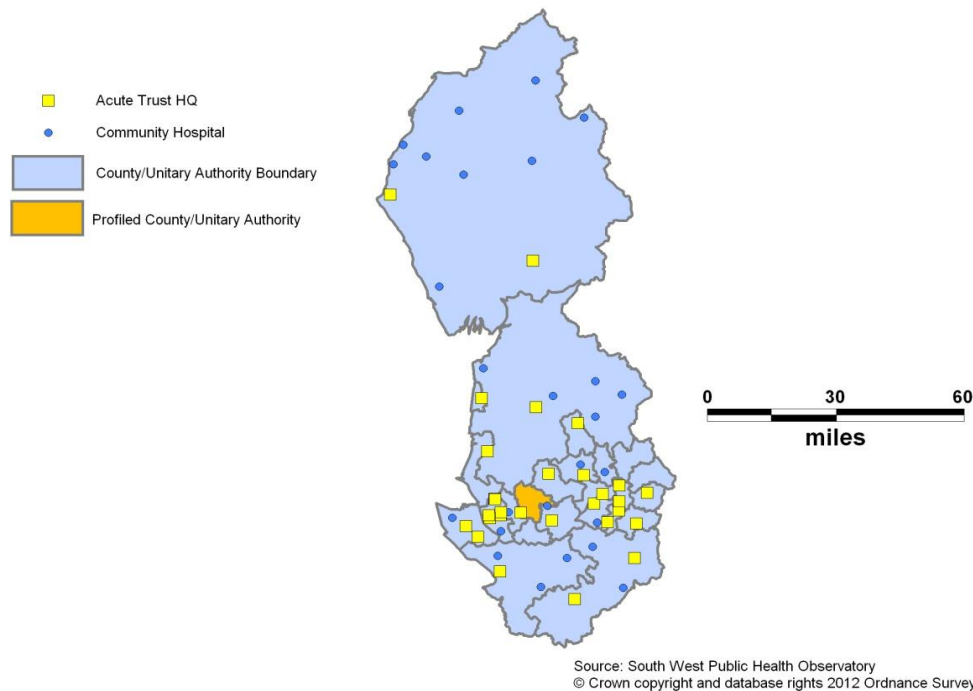 Acute Trust HQ
Community Hospital
County/Unitary Authority Boundary
Profiled County/Unitary Authority
0 30 60
miles
Source: South West Public Health Observatory
© Crown copyright and database rights 2012 Ordnance Survey